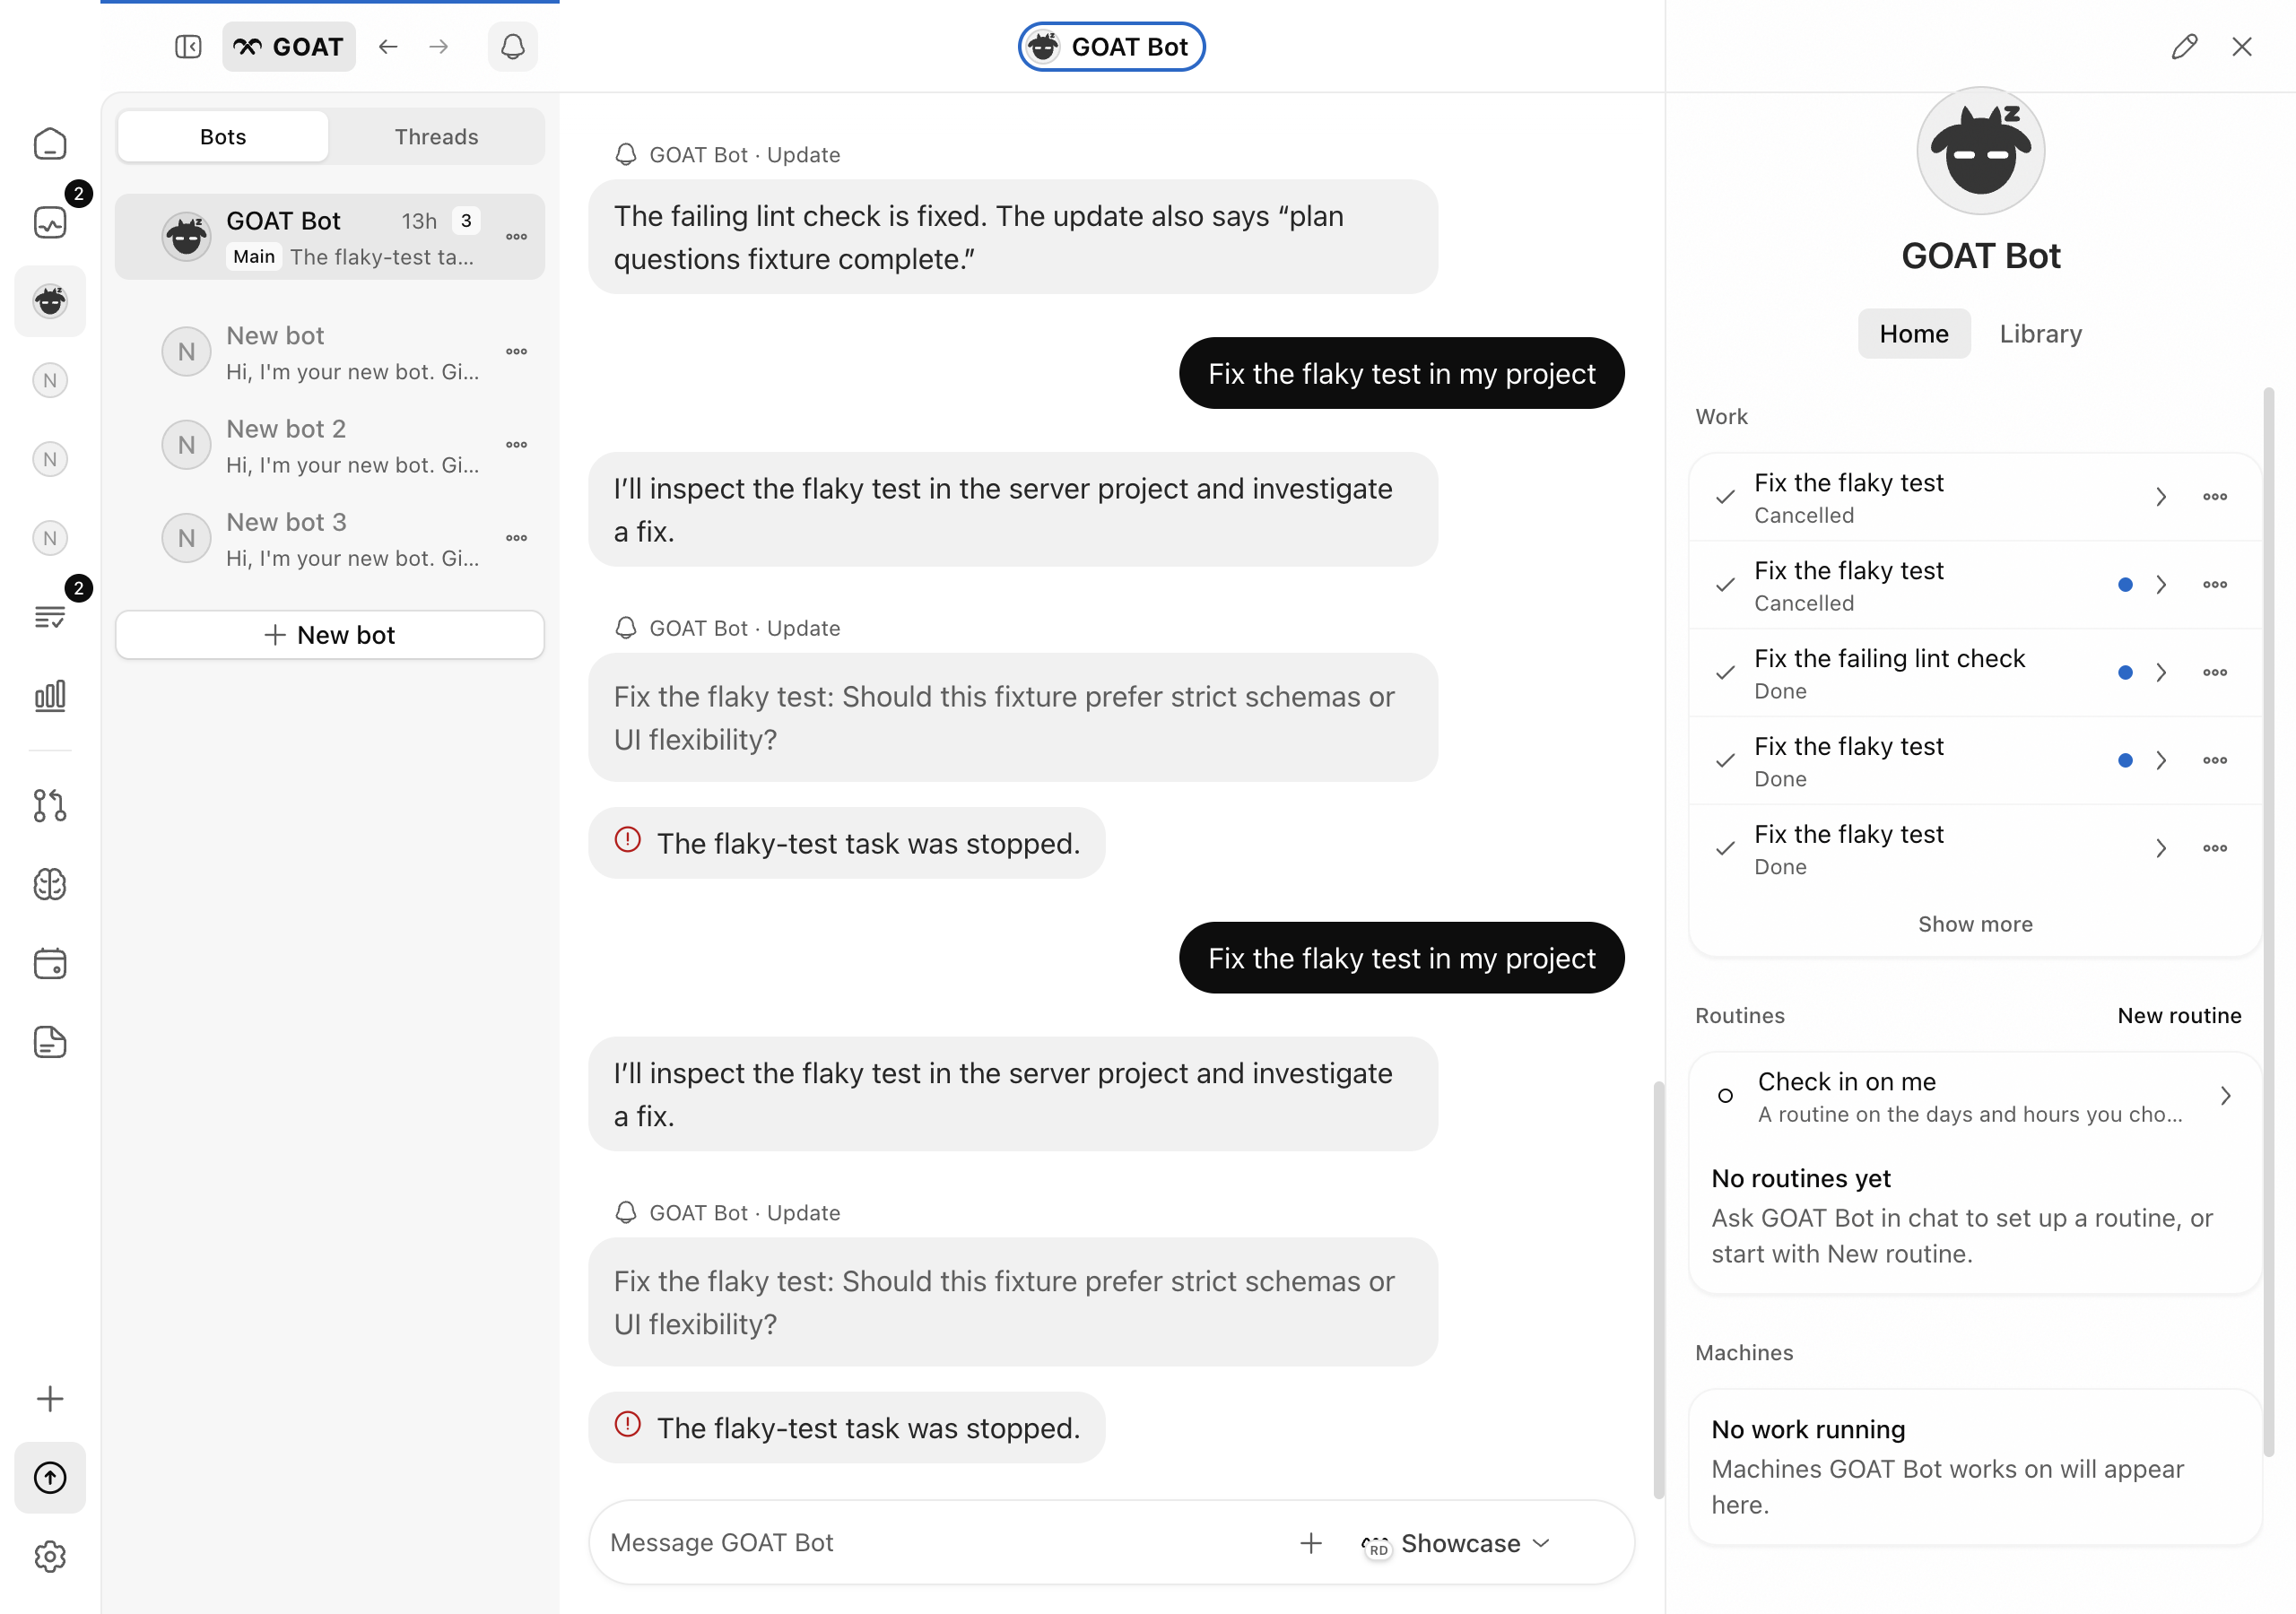 GOAT
GOAT Bot
Bots
Threads
2
GOAT Bot 13h 3
Main The flaky-test ta...
N
New bot
Hi, I'm your new bot. Gi...
N
New bot 2
Hi, I'm your new bot. Gi...
N
New bot 3
Hi, I'm your new bot. Gi...
N
N
N
2
+ New bot
GOAT Bot · Update
The failing lint check is fixed. The update also says “plan
questions fixture complete.”
Fix the flaky test in my project
I’ll inspect the flaky test in the server project and investigate
a fix.
GOAT Bot · Update
Fix the flaky test: Should this fixture prefer strict schemas or
UI flexibility?
The flaky-test task was stopped.
Fix the flaky test in my project
I’ll inspect the flaky test in the server project and investigate
a fix.
GOAT Bot · Update
Fix the flaky test: Should this fixture prefer strict schemas or
UI flexibility?
The flaky-test task was stopped.
Message GOAT Bot
RD
Showcase
z
GOAT Bot
Home
Library
Work
Fix the flaky test
Cancelled
Fix the flaky test
Cancelled
Fix the failing lint check
Done
Fix the flaky test
Done
Fix the flaky test
Done
Show more
Routines
New routine
Check in on me
A routine on the days and hours you cho...
No routines yet
Ask GOAT Bot in chat to set up a routine, or
start with New routine.
Machines
No work running
Machines GOAT Bot works on will appear
here.